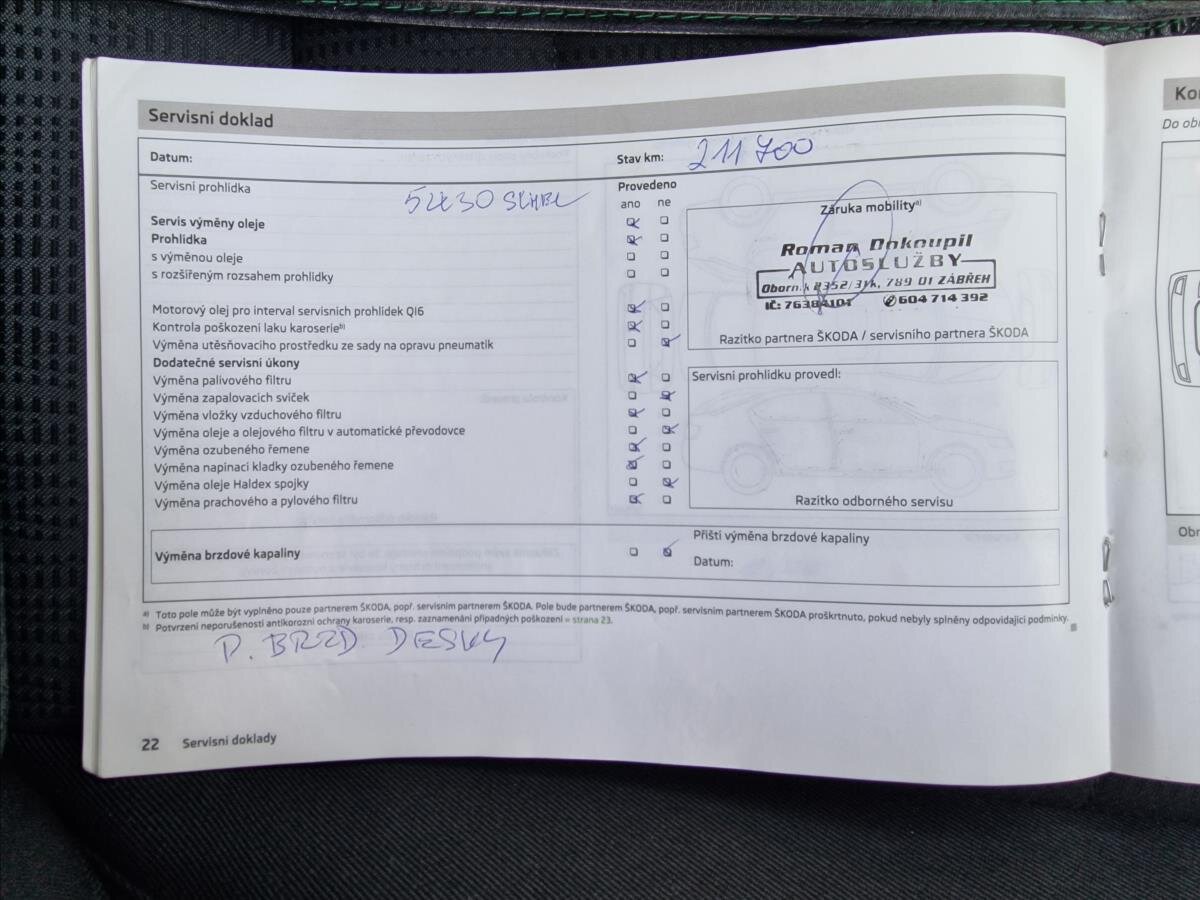 Servisní doklad
Datum:
Stav km: 211 700
Servisní prohlídka
5W30
Provedeno
ano ne
Servis výměny oleje
Prohlídka
s výměnou oleje
s rozšířeným rozsahem prohlídky
Motorový olej pro interval servisních prohlídek QI6
Kontrola poškození laku karoserie b)
Výměna utěsňovacího prostředku ze sady na opravu pneumatik
Dodatečné servisní úkony
Výměna palivového filtru
Výměna zapalovacích svíček
Výměna vložky vzduchového filtru
Výměna oleje a olejového filtru v automatické převodovce
Výměna ozubeného řemene
Výměna napínací kladky ozubeného řemene
Výměna oleje Haldex spojky
Výměna prachového a pylového filtru
Záruka mobility a)
Roman Dokoupil
AUTOSLUŽBY
2352/31k, 789 01 ZÁBŘEH
IČ: 76384101 604 714 392
Razítko partnera ŠKODA / servisního partnera ŠKODA
Servisní prohlídku provedl:
Razítko odborného servisu
Výměna brzdové kapaliny
Příští výměna brzdové kapaliny
Datum:
a) Toto pole může být vyplněno pouze partnerem ŠKODA, popř. servisním partnerem ŠKODA. Pole bude partnerem ŠKODA, popř. servisním partnerem ŠKODA proškrtnuto, pokud nebyly splněny odpovídající podmínky.
b) Potvrzení neporušenosti antikorozní ochrany karoserie, resp. zaznamenání případných poškození » strana 23.
P. BRZD DESKY
22 Servisní doklady
Do